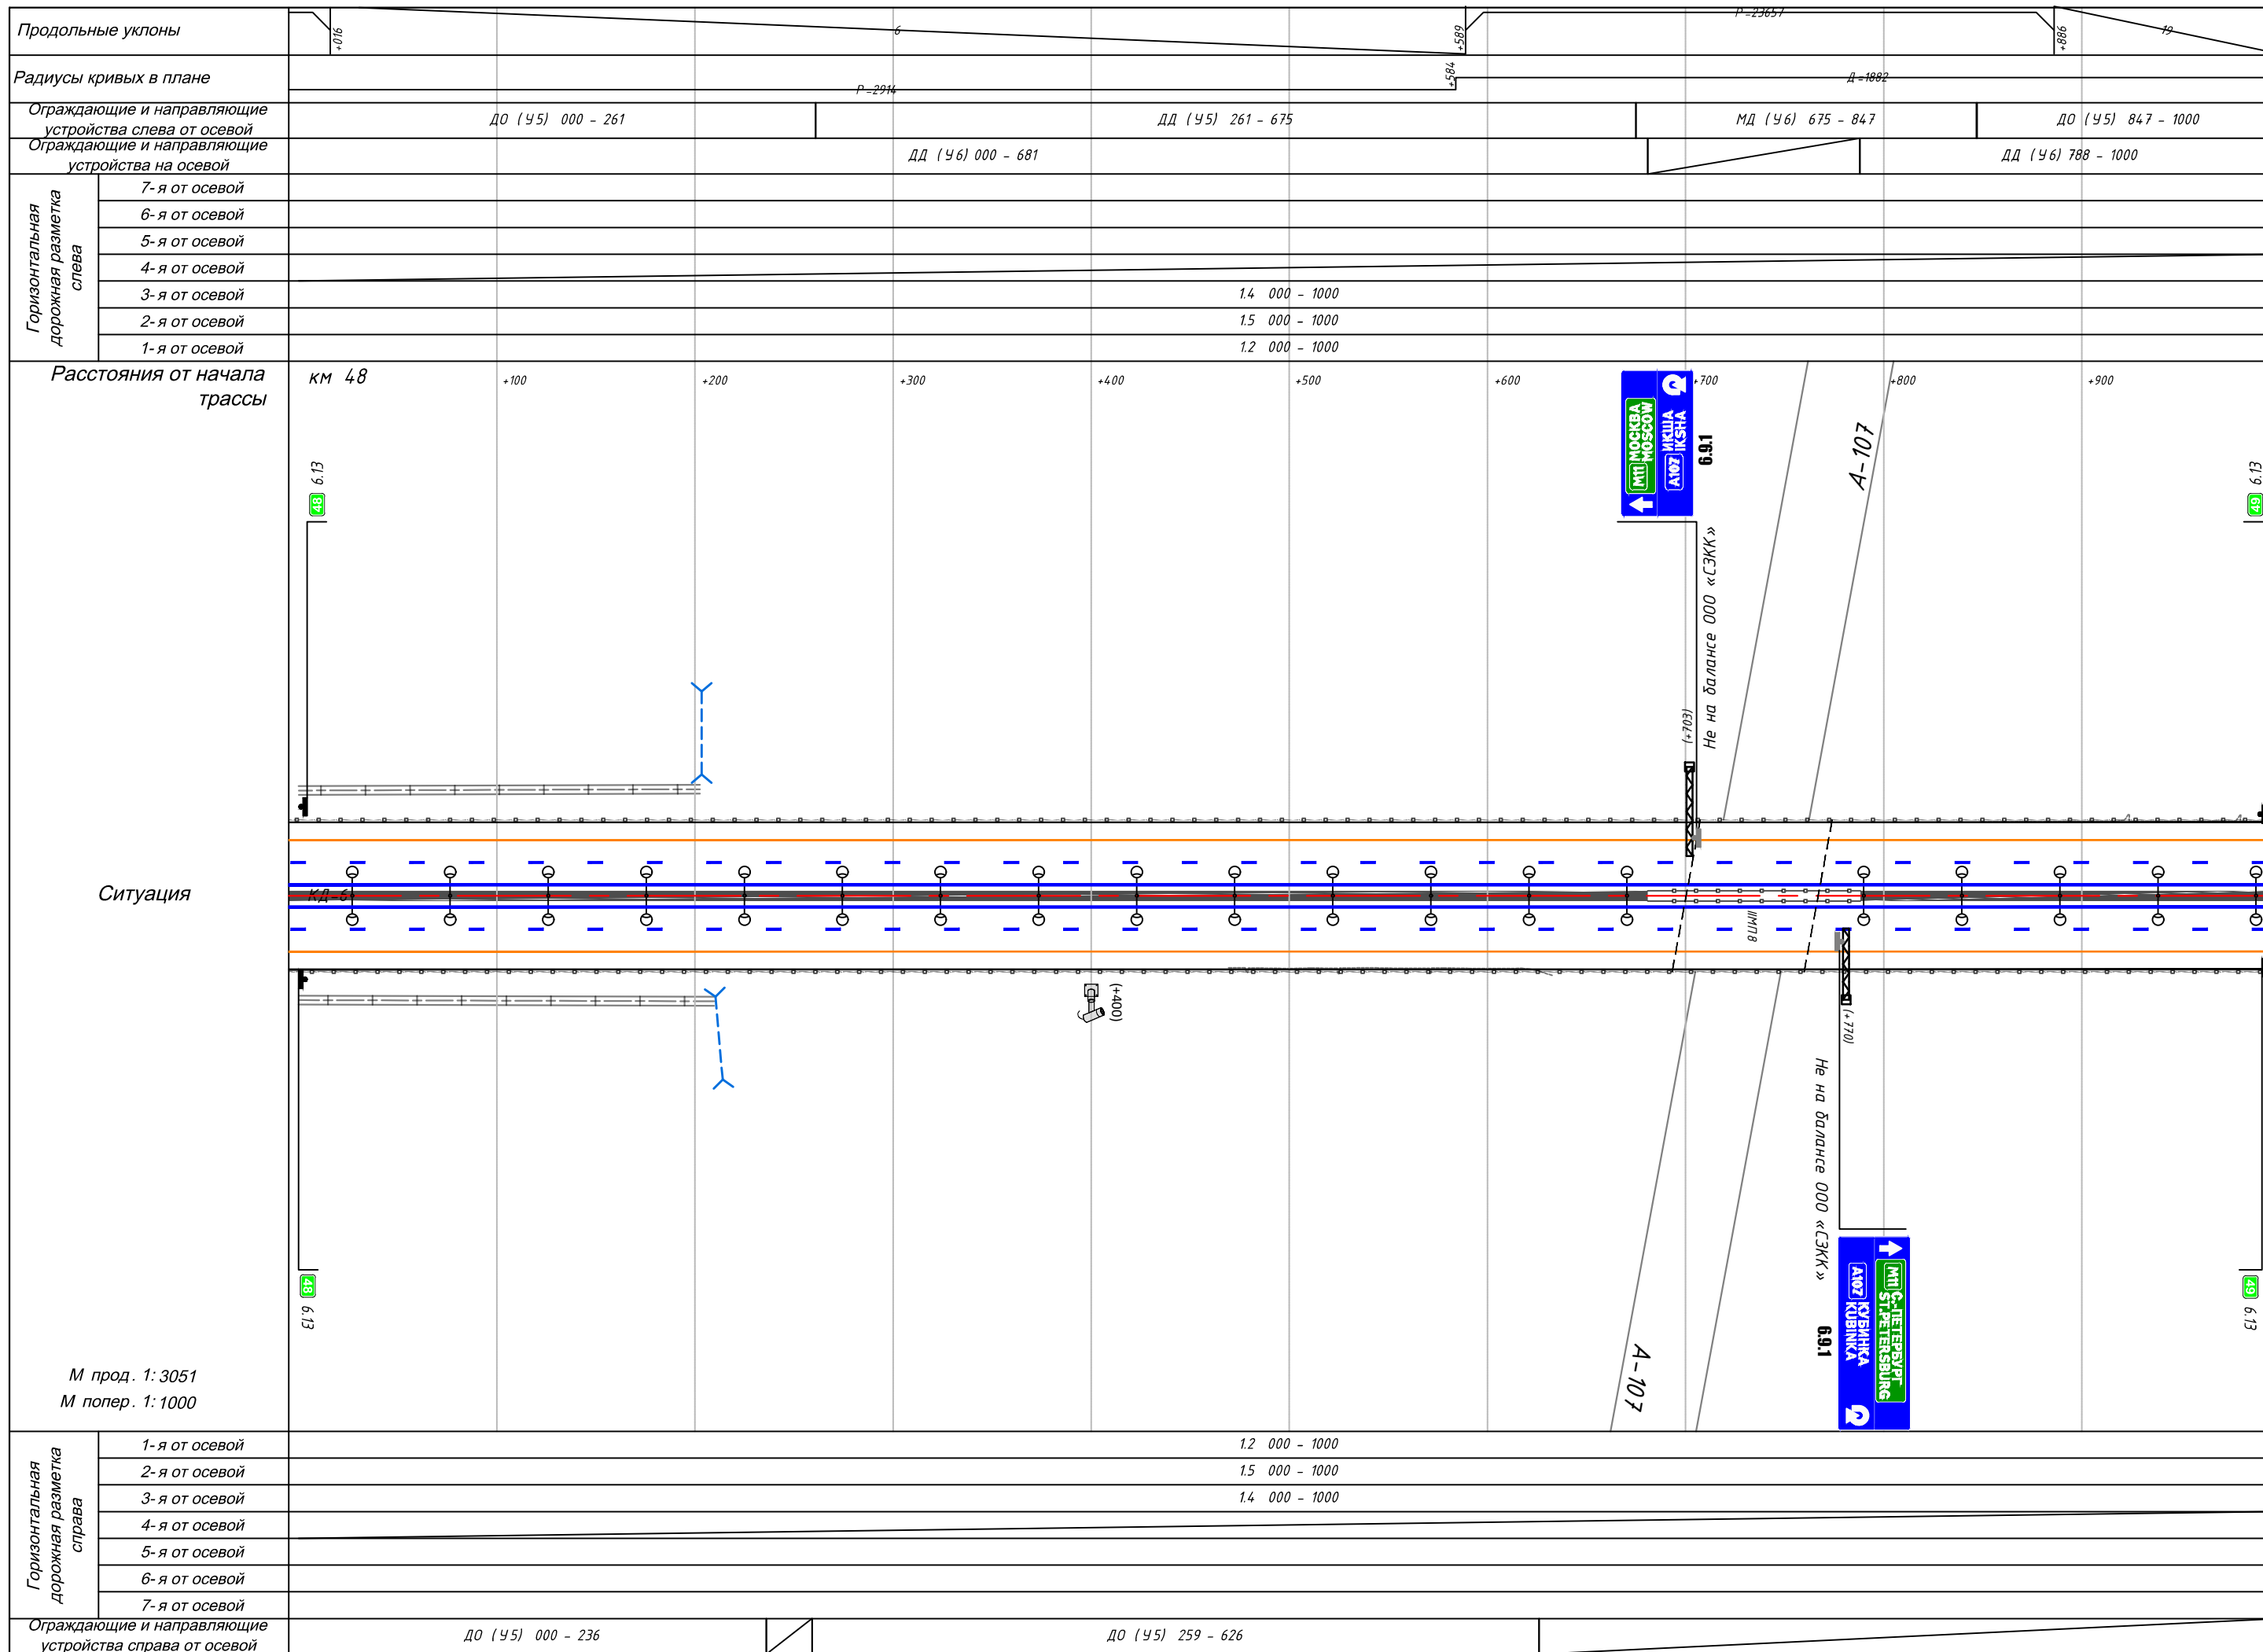 Продольные уклоны
+016
6
+589
Р =23657
+886
19
Радиусы кривых в плане
Р =2914
+584
Д =1882
Ограждающие и направляющие
устройства слева от осевой
ДО (У5) 000 - 261
ДД (У5) 261 - 675
МД (У6) 675 - 847
ДО (У5) 847 - 1000
Ограждающие и направляющие
устройства на осевой
ДД (У6) 000 - 681
ДД (У6) 788 - 1000
Горизонтальная
дорожная разметка
слева
7-я от осевой
6-я от осевой
5-я от осевой
4-я от осевой
3-я от осевой
1.4 000 - 1000
2-я от осевой
1.5 000 - 1000
1-я от осевой
1.2 000 - 1000
Расстояния от начала
трассы
км 48
+100
+200
+300
+400
+500
+600
+700
+800
+900
М11 МОСКВА
MOSCOW
А107 ИКША
IKSHA
6.9.1
А-107
48 6.13
49 6.13
Не на балансе ООО «СЗКК»
(+703)
Ситуация
КД-6
IIМП8
(+400)
(+770)
Не на балансе ООО «СЗКК»
48 6.13
49 6.13
А-107
6.9.1
М11 С-ПЕТЕРБУРГ
ST.PETERSBURG
А107 КУБИНКА
KUBINKA
М прод. 1: 3051
М попер. 1: 1000
Горизонтальная
дорожная разметка
справа
1-я от осевой
1.2 000 - 1000
2-я от осевой
1.5 000 - 1000
3-я от осевой
1.4 000 - 1000
4-я от осевой
5-я от осевой
6-я от осевой
7-я от осевой
Ограждающие и направляющие
устройства справа от осевой
ДО (У5) 000 - 236
ДО (У5) 259 - 626